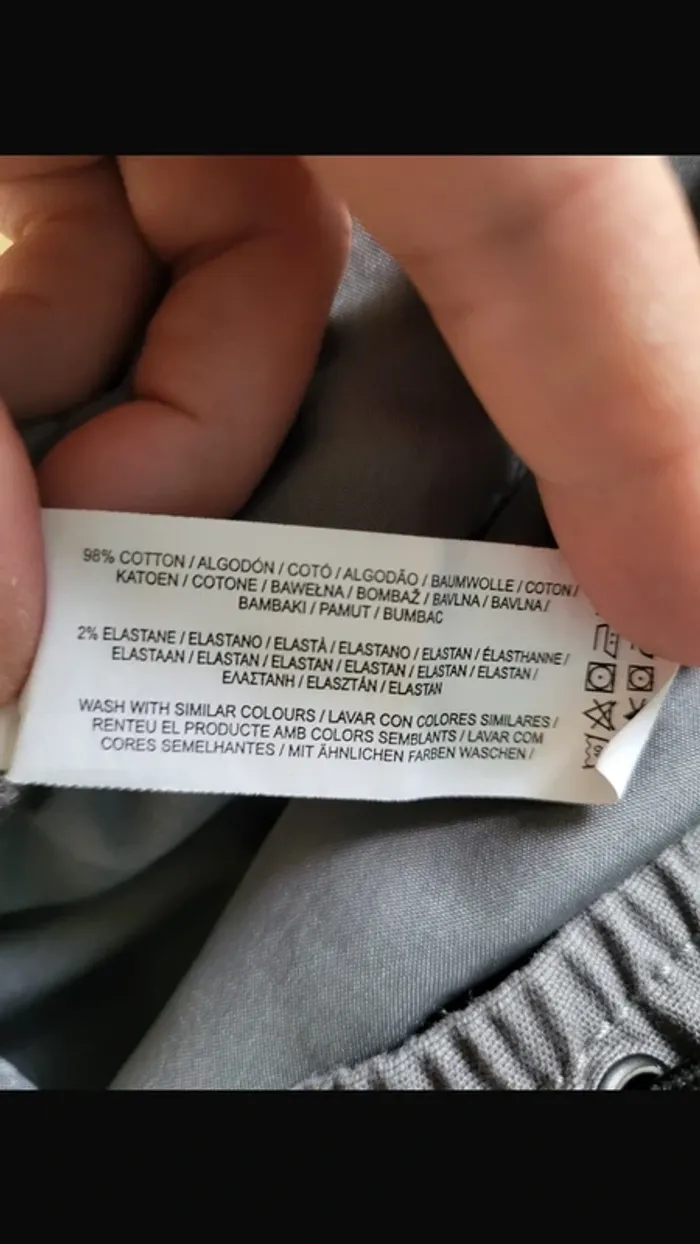 98% COTTON / ALGODÓN / COTÓ / ALGODÃO / BAUMWOLLE / COTON /
KATOEN / COTONE / BAWEŁNA / BOMBAŽ / BAVLNA / BAVLNA /
BAMBAKI / PAMUT / BUMBAC
2% ELASTANE / ELASTANO / ELASTÀ / ELASTANO / ELASTAN / ÉLASTHANNE /
ELASTAAN / ELASTAN / ELASTAN / ELASTAN / ELASTAN / ELASTAN /
ΕΛΑΣΤΑΝΗ / ELASZTÁN / ELASTAN
WASH WITH SIMILAR COLOURS / LAVAR CON COLORES SIMILARES /
RENTEU EL PRODUCTE AMB COLORS SEMBLANTS / LAVAR COM
CORES SEMELHANTES / MIT ÄHNLICHEN FARBEN WASCHEN /